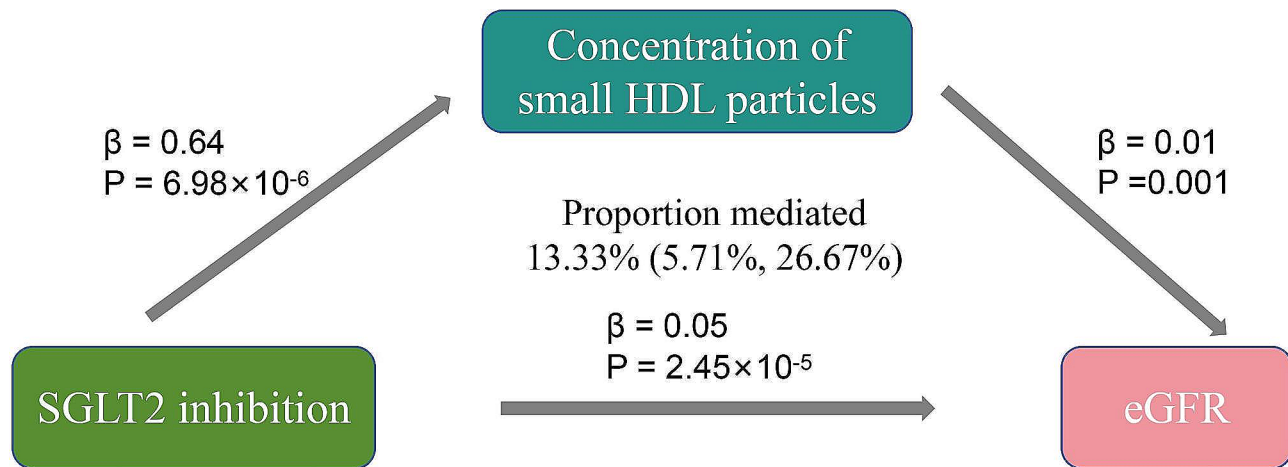 Concentration of
small HDL particles
β = 0.64
P = 6.98×10⁻⁶
β = 0.01
P =0.001
Proportion mediated
13.33% (5.71%, 26.67%)
β = 0.05
P = 2.45×10⁻⁵
SGLT2 inhibition
eGFR